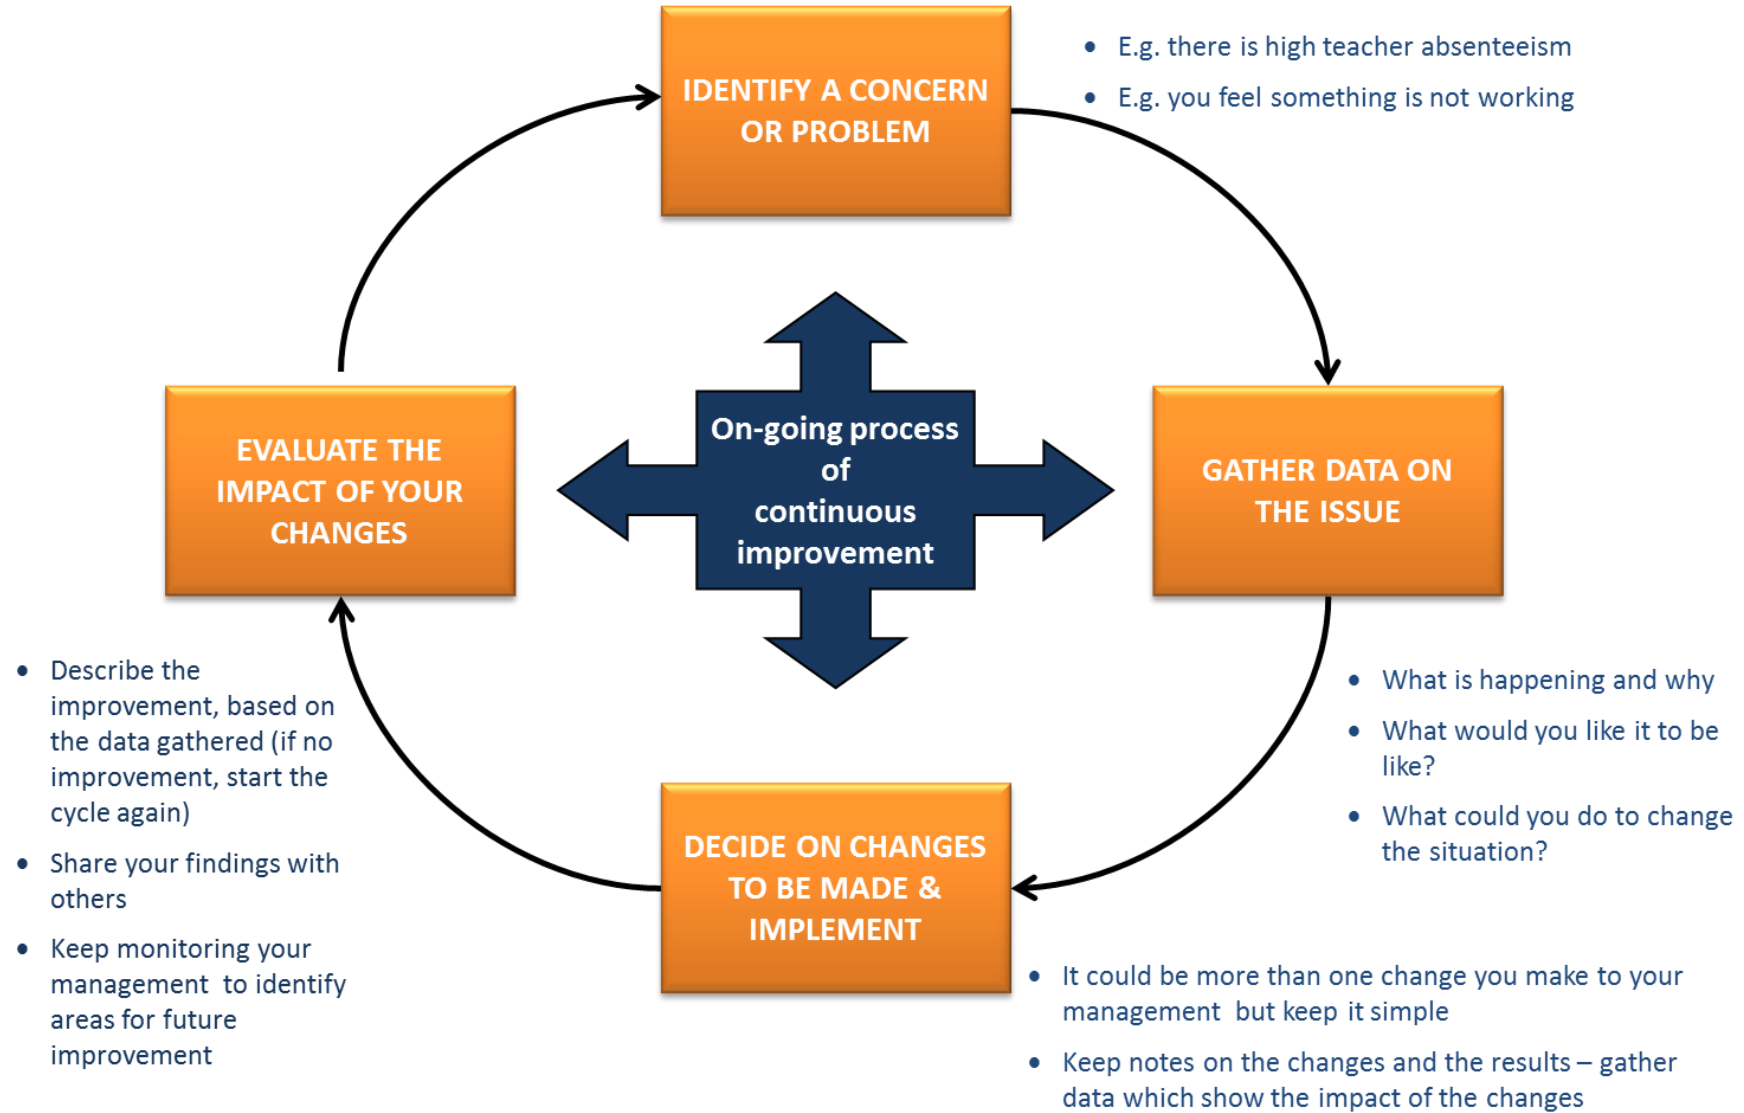 IDENTIFY A CONCERN
OR PROBLEM
• E.g. there is high teacher absenteeism
• E.g. you feel something is not working
GATHER DATA ON
THE ISSUE
• What is happening and why
• What would you like it to be
like?
• What could you do to change
the situation?
DECIDE ON CHANGES
TO BE MADE &
IMPLEMENT
• It could be more than one change you make to your
management but keep it simple
• Keep notes on the changes and the results – gather
data which show the impact of the changes
EVALUATE THE
IMPACT OF YOUR
CHANGES
• Describe the
improvement, based on
the data gathered (if no
improvement, start the
cycle again)
• Share your findings with
others
• Keep monitoring your
management to identify
areas for future
improvement
On-going process
of
continuous
improvement